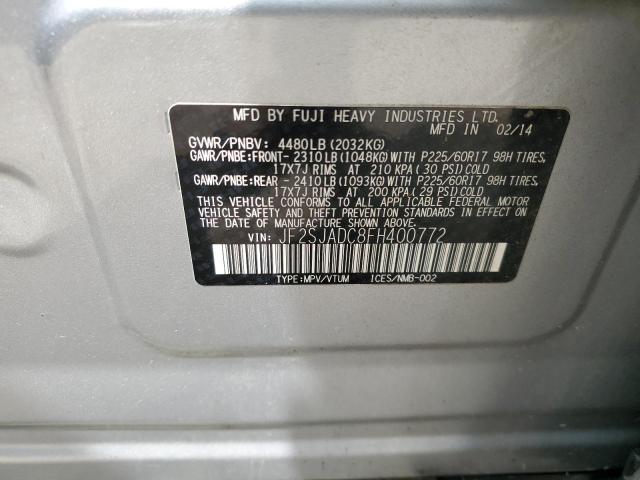 MFD BY FUJI HEAVY INDUSTRIES LTD.
MFD IN 02/14
GVWR/PNBV: 4480LB (2032KG)
GAWR/PNBE:FRONT- 2310LB (1048KG) WITH P225/60R17 98H TIRES,
17X7J RIMS AT 210 KPA (30 PSI) COLD
GAWR/PNBE:REAR - 2410LB (1093KG) WITH P225/60R17 98H TIRES,
17X7J RIMS AT 200 KPA (29 PSI) COLD
THIS VEHICLE CONFORMS TO ALL APPLICABLE FEDERAL MOTOR
VEHICLE SAFETY AND THEFT PREVENTION STANDARDS IN EFFECT
ON THE DATE OF MANUFACTURE SHOWN ABOVE.
VIN: JF2SJADC8FH400772
TYPE:MPV/VTUM ICES/NMB-002